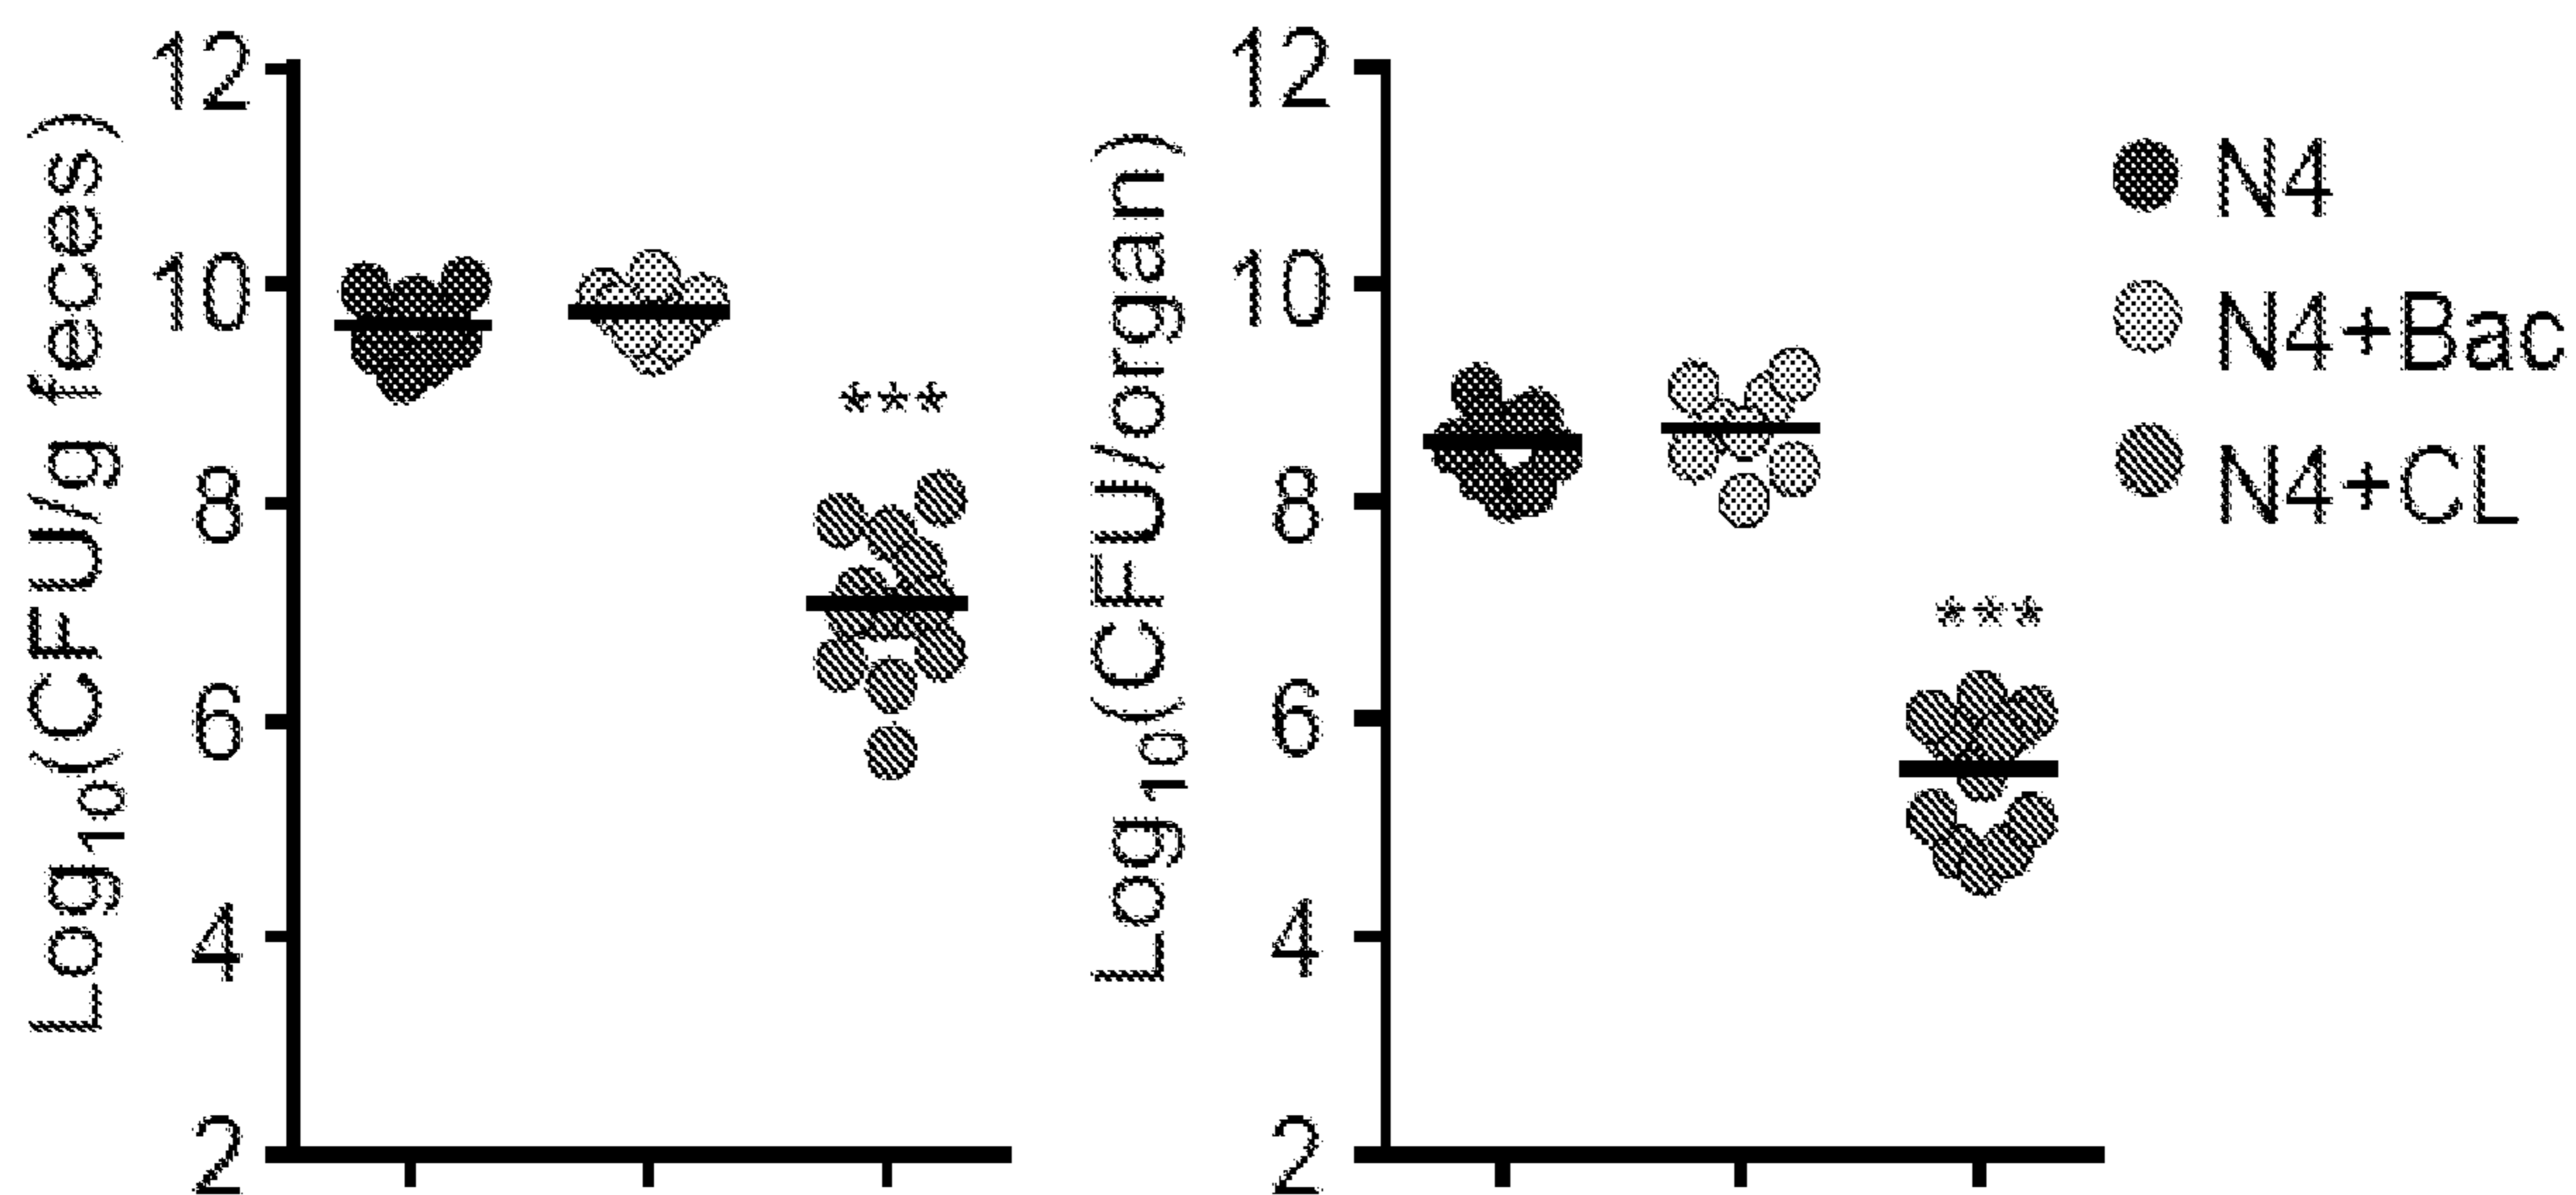 Log10(CFU/g feces)
12
10
8
6
4
2
***
Log10(CFU/organ)
12
10
8
6
4
2
***
N4
N4+Bac
N4+CL